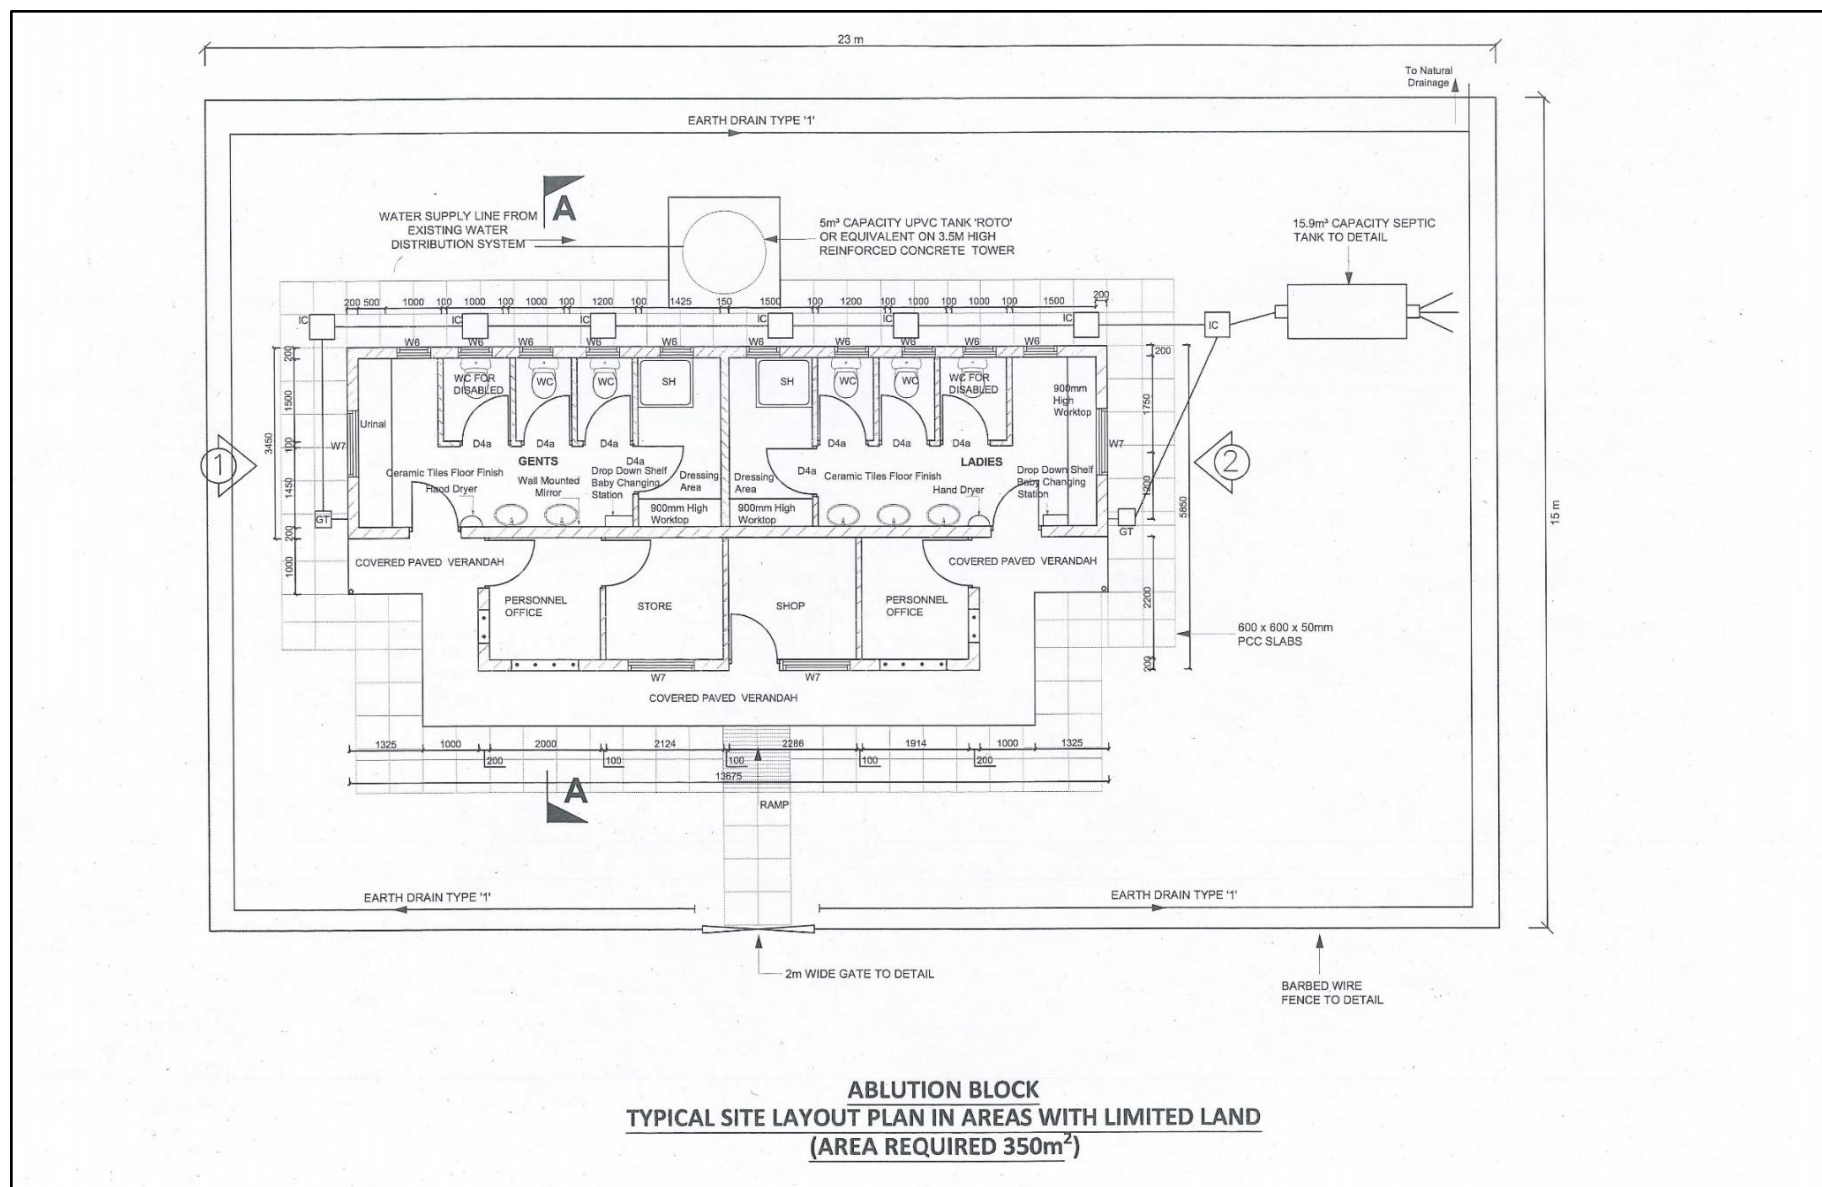 23 m
To Natural
Drainage
EARTH DRAIN TYPE '1'
A
WATER SUPPLY LINE FROM
EXISTING WATER
DISTRIBUTION SYSTEM
5m³ CAPACITY UPVC TANK 'ROTO'
OR EQUIVALENT ON 3.5M HIGH
REINFORCED CONCRETE TOWER
15.9m³ CAPACITY SEPTIC
TANK TO DETAIL
200 500 1000 100 1000 100 1000 100 1200 100 1425 150 1500 100 1200 100 1000 100 1000 100 1500 200
IC IC IC IC IC IC IC
W6 W6 W6 W6 W6 W6 W6 W6 W6 W6
200 200
WC FOR
DISABLED
WC WC SH SH WC WC
WC FOR
DISABLED
900mm
High
Worktop
1500 1750
Urinal
3450 100
W7 W7
D4a D4a D4a D4a D4a D4a
1 2
GENTS LADIES
D4a D4a
Ceramic Tiles Floor Finish
Hand Dryer
Wall Mounted
Mirror
Drop Down Shelf
Baby Changing
Station
Dressing
Area
Dressing
Area
Ceramic Tiles Floor Finish
Hand Dryer
Drop Down Shelf
Baby Changing
Station
1450 1200
900mm High
Worktop
900mm High
Worktop
5850 15 m
GT GT
200
COVERED PAVED VERANDAH COVERED PAVED VERANDAH
1000
PERSONNEL
OFFICE
STORE SHOP
PERSONNEL
OFFICE
2200
600 x 600 x 50mm
PCC SLABS
200
W7 W7
COVERED PAVED VERANDAH
1325 1000 2000 2124 2286 1914 1000 1325
200 100 100 100 200
13675
A
RAMP
EARTH DRAIN TYPE '1' EARTH DRAIN TYPE '1'
2m WIDE GATE TO DETAIL
BARBED WIRE
FENCE TO DETAIL
ABLUTION BLOCK
TYPICAL SITE LAYOUT PLAN IN AREAS WITH LIMITED LAND
(AREA REQUIRED 350m²)